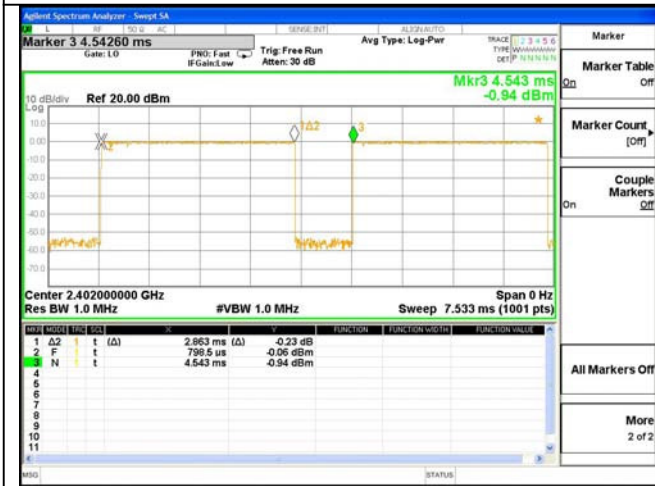 Agilent Spectrum Analyzer - Swept SA
L RF 50 Ω AC SENSE:INT ALIGNAUTO
Marker 3 4.54260 ms
Gate: LO
PNO: Fast
IFGain:Low
Trig: Free Run
Atten: 30 dB
Avg Type: Log-Pwr
TRACE 1 2 3 4 5 6
TYPE
DET P N N N N N
Mkr3 4.543 ms
-0.94 dBm
10 dB/div Ref 20.00 dBm
Log
10.0
0.00
-10.0
-20.0
-30.0
-40.0
-50.0
-60.0
-70.0
2
1Δ2
3
Center 2.402000000 GHz Span 0 Hz
Res BW 1.0 MHz #VBW 1.0 MHz Sweep 7.533 ms (1001 pts)
MKR MODE TRC SCL X Y FUNCTION FUNCTION WIDTH FUNCTION VALUE
1 Δ2 1 t (Δ) 2.863 ms (Δ) -0.23 dB
2 F 1 t 798.5 us -0.06 dBm
3 N 1 t 4.543 ms -0.94 dBm
4
5
6
7
8
9
10
11
MSG STATUS
Marker
Marker Table
On Off
Marker Count
[Off]
Couple
Markers
On Off
All Markers Off
More
2 of 2